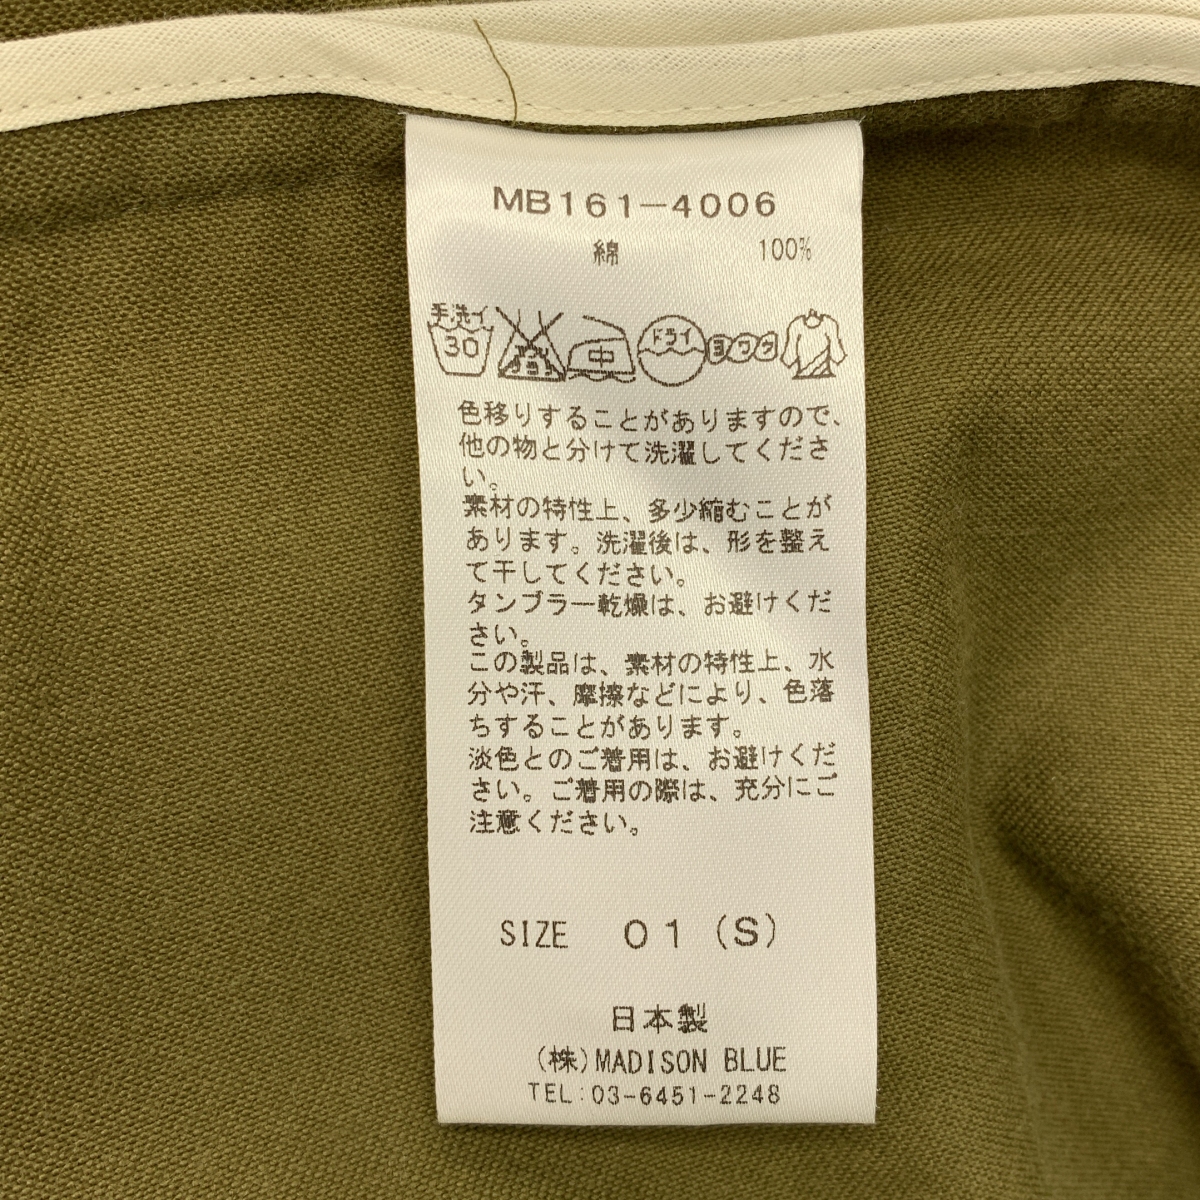 MB161-4006
綿 100%
手洗イ 30 エンソサラシ 中 ドライ ヨワク
色移りすることがありますので、
他の物と分けて洗濯してくださ
い。
素材の特性上、多少縮むことが
あります。洗濯後は、形を整え
て干してください。
タンブラー乾燥は、お避けくだ
さい。
この製品は、素材の特性上、水
分や汗、摩擦などにより、色落
ちすることがあります。
淡色とのご着用は、お避けくだ
さい。ご着用の際は、充分にご
注意ください。
SIZE 01(S)
日本製
(株)MADISON BLUE
TEL:03-6451-2248